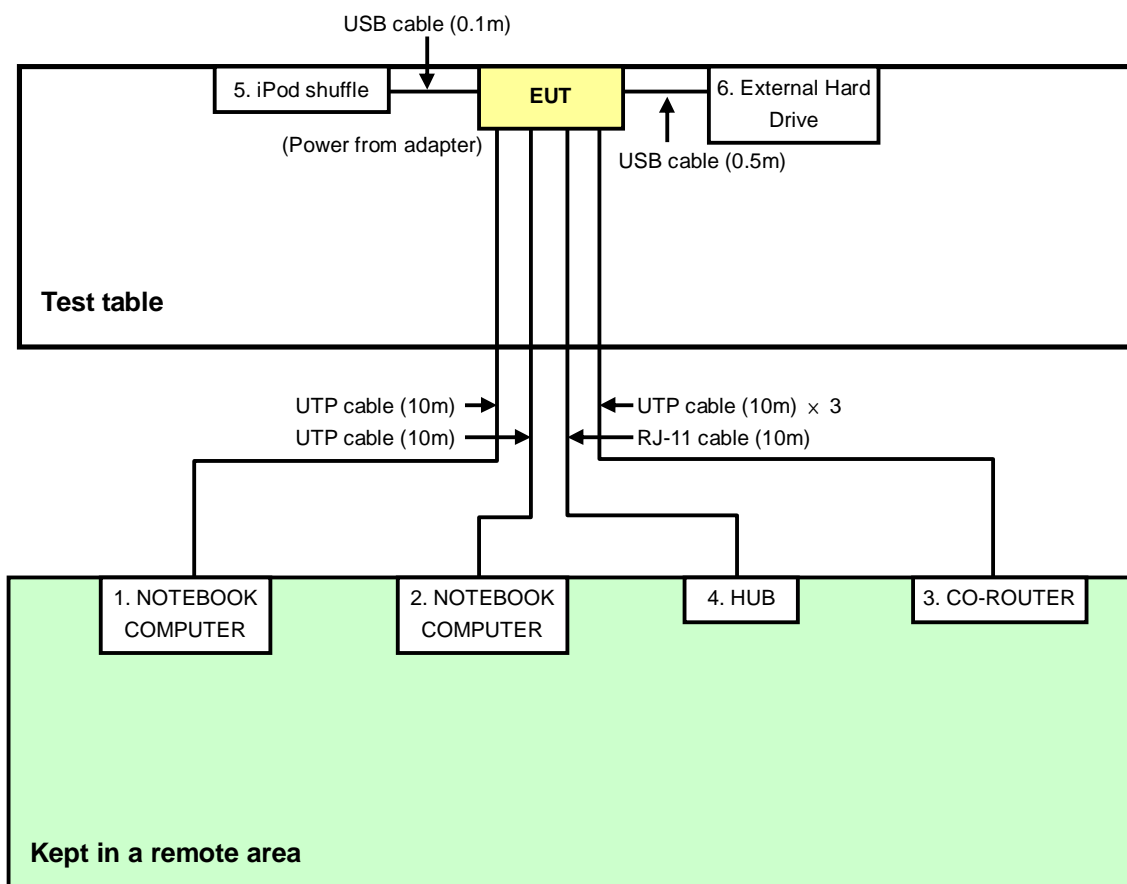 USB cable (0.1m)
5. iPod shuffle
EUT
6. External Hard
Drive
(Power from adapter)
USB cable (0.5m)
Test table
UTP cable (10m)
UTP cable (10m) × 3
UTP cable (10m)
RJ-11 cable (10m)
1. NOTEBOOK
COMPUTER
2. NOTEBOOK
COMPUTER
4. HUB
3. CO-ROUTER
Kept in a remote area